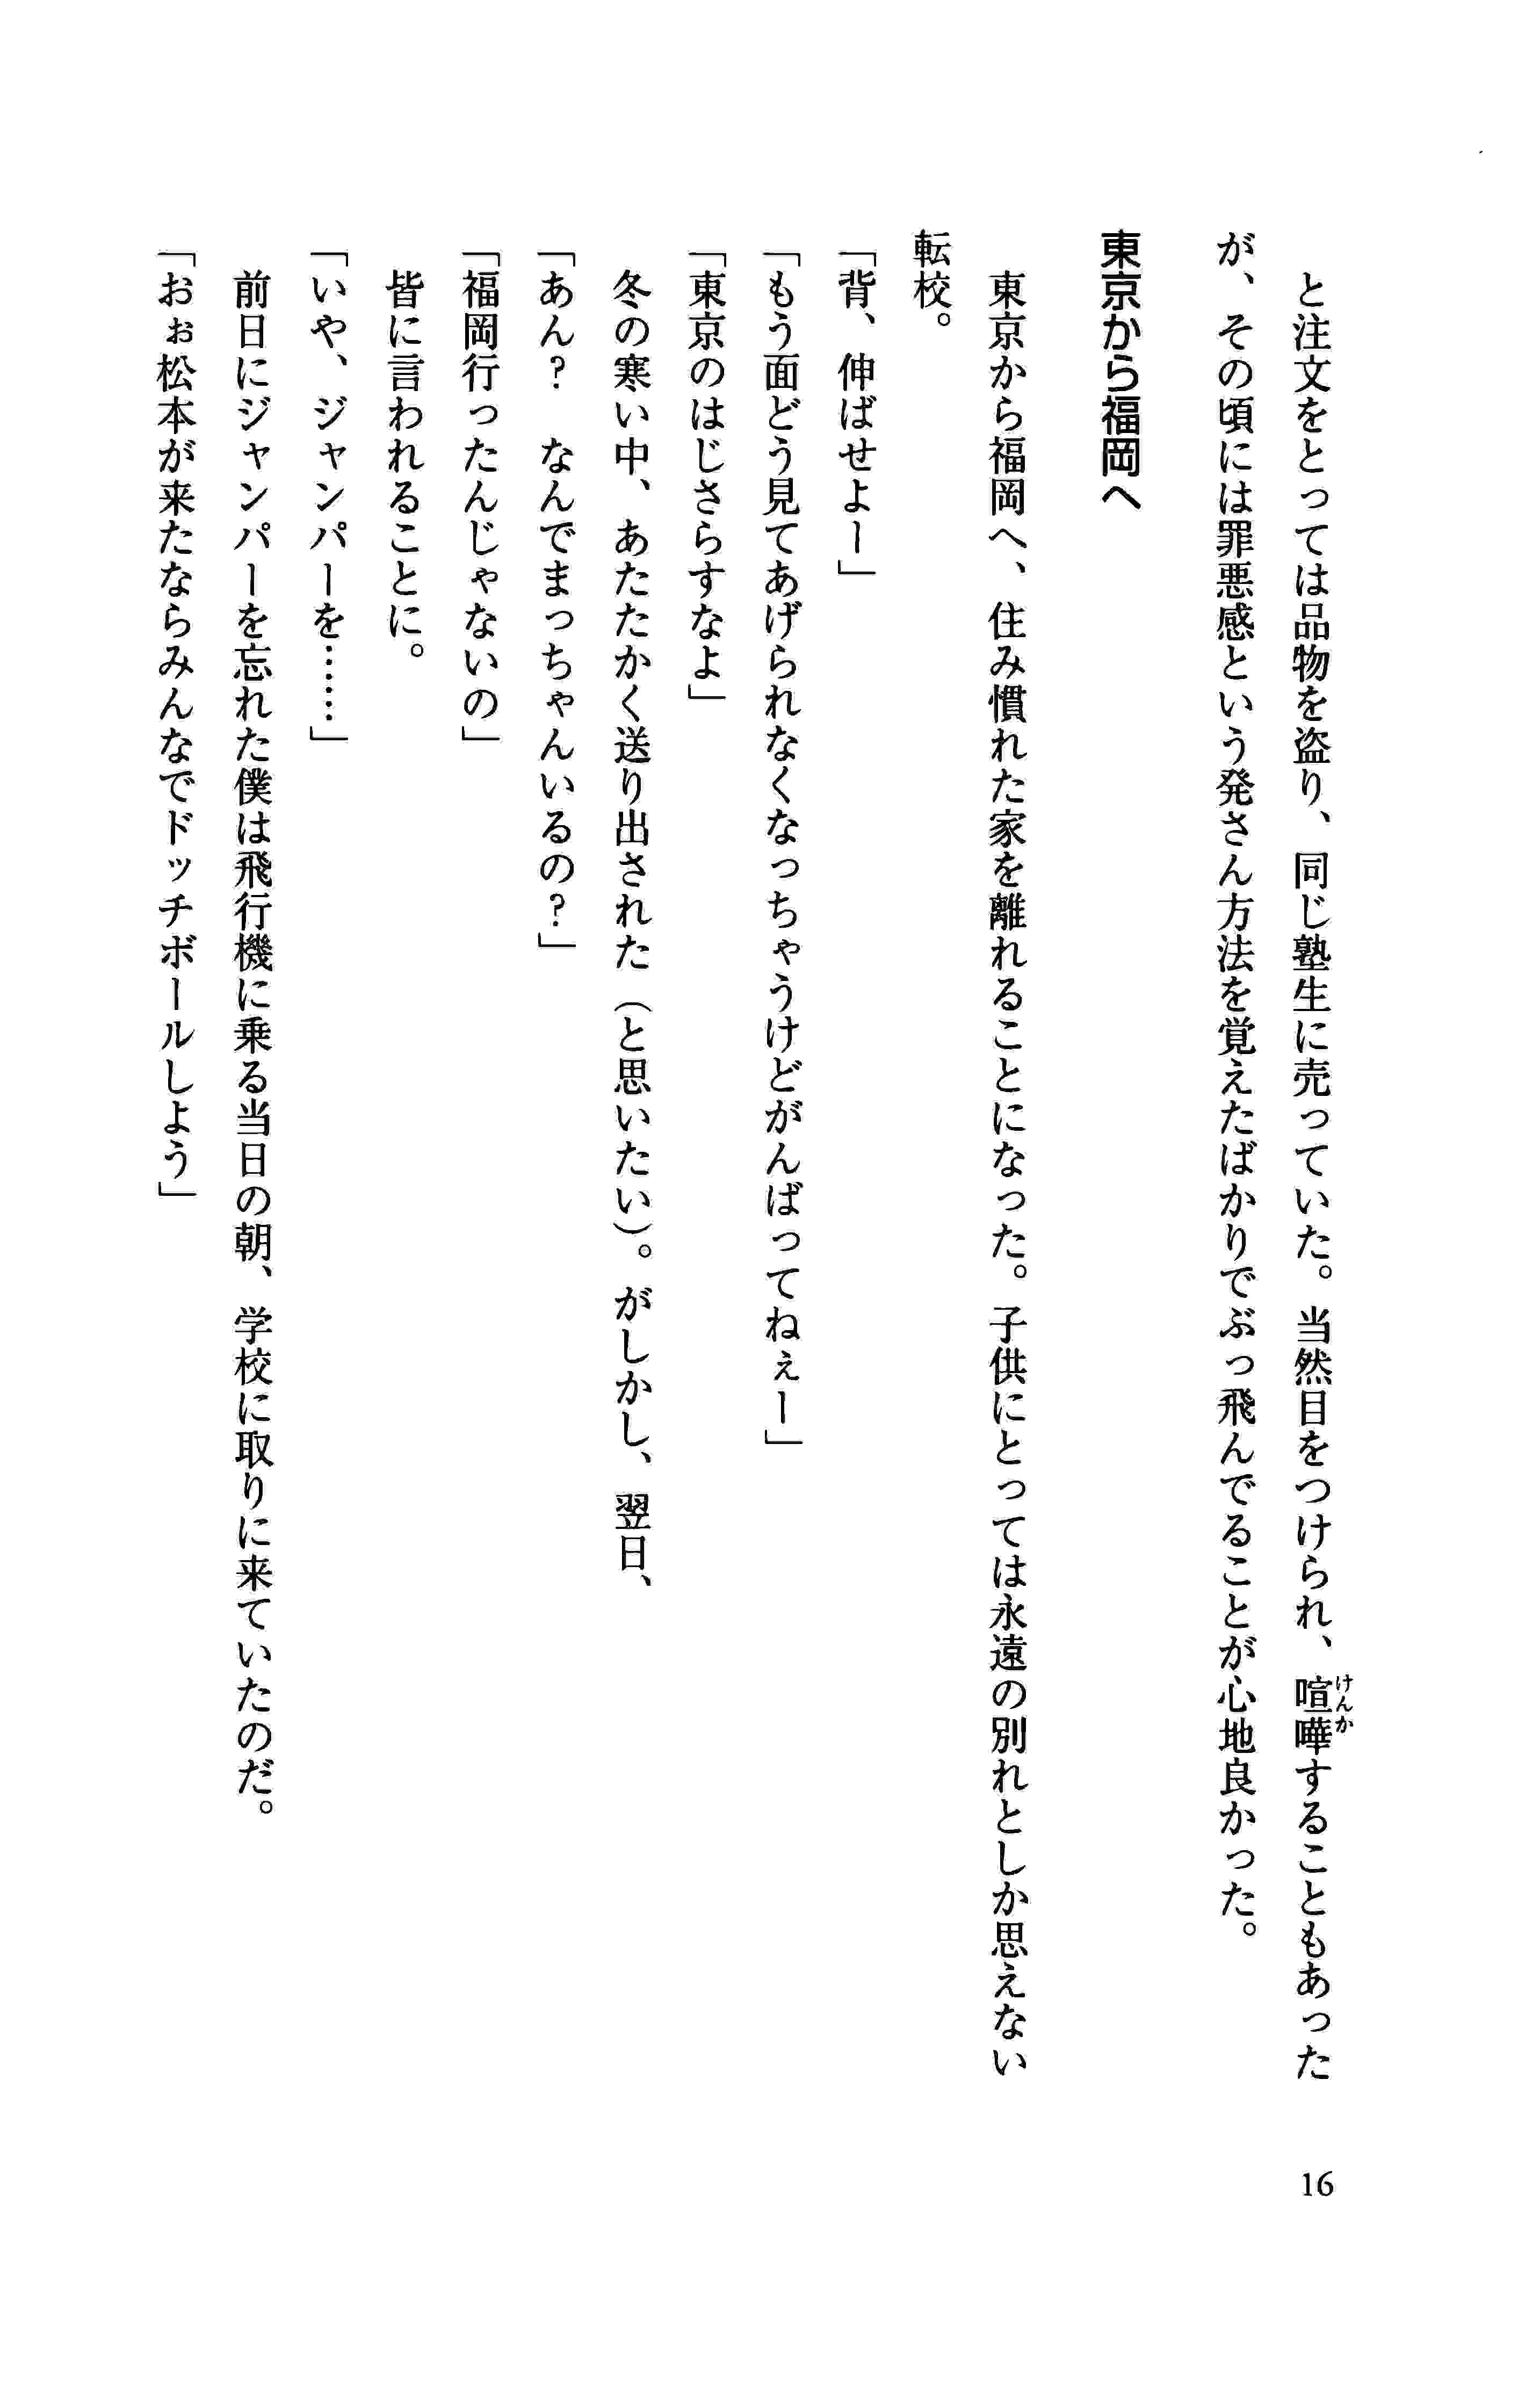 と注文をとっては品物を盗り、同じ塾生に売っていた。当然目をつけられ、喧嘩することもあった
けんか
が、その頃には罪悪感という発さん方法を覚えたばかりでぶっ飛んでることが心地良かった。
東京から福岡へ
東京から福岡へ、住み慣れた家を離れることになった。子供にとっては永遠の別れとしか思えない
転校。
「背、伸ばせよー」
「もう面どう見てあげられなくなっちゃうけどがんばってねぇー」
「東京のはじさらすなよ」
冬の寒い中、あたたかく送り出された（と思いたい）。がしかし、翌日、
「あん？　なんでまっちゃんいるの？」
「福岡行ったんじゃないの」
皆に言われることに。
「いや、ジャンパーを……」
前日にジャンパーを忘れた僕は飛行機に乗る当日の朝、学校に取りに来ていたのだ。
「おぉ松本が来たならみんなでドッチボールしよう」
16